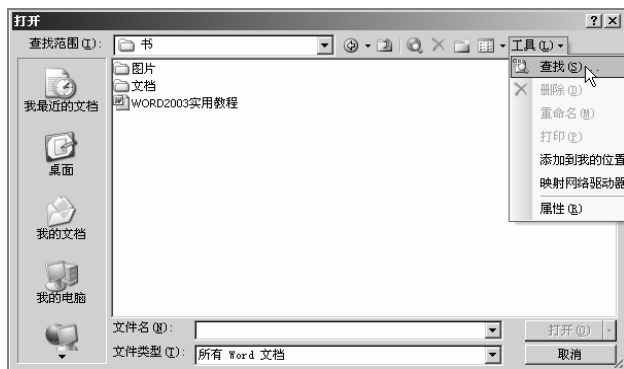 打开
查找范围(I):
书
工具(L)
我最近的文档
桌面
我的文档
我的电脑
图片
文档
WORD2003实用教程
查找(S)...
删除(D)
重命名(M)
打印(P)
添加到我的位置
映射网络驱动器
属性(R)
文件名(N):
打开(O)
文件类型(T):
所有 Word 文档
取消